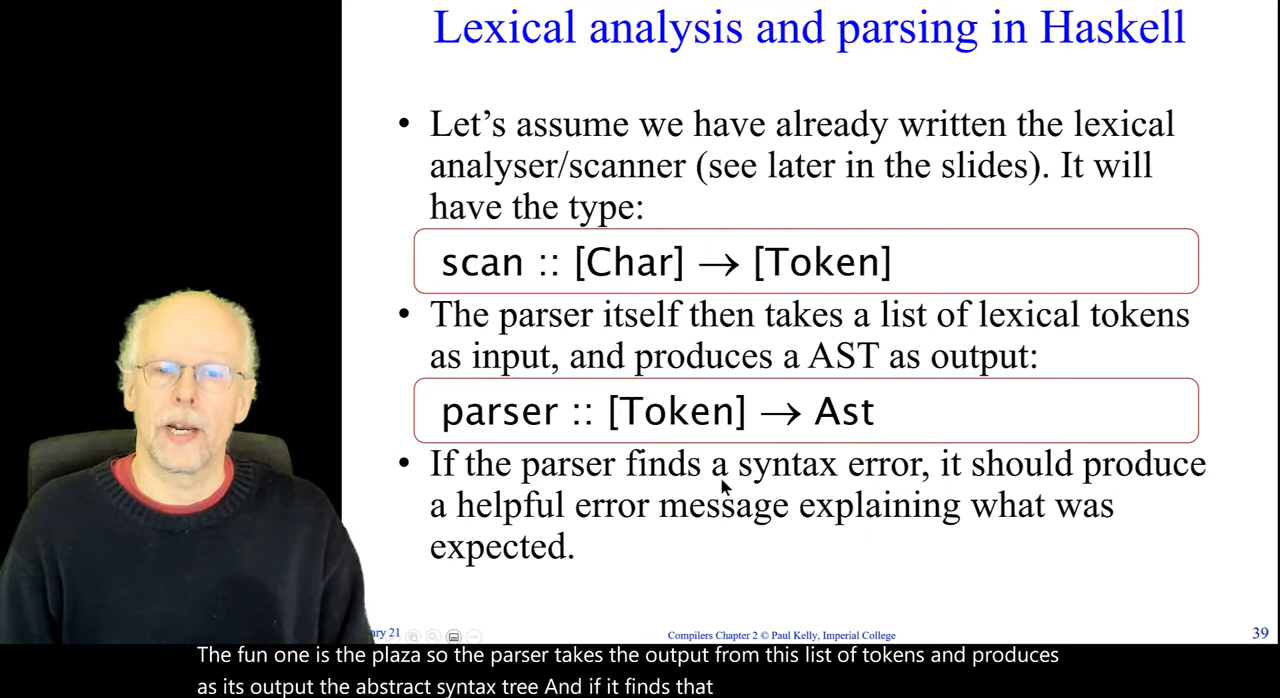 Lexical analysis and parsing in Haskell
• Let's assume we have already written the lexical
analyser/scanner (see later in the slides). It will
have the type:
scan :: [Char] → [Token]
• The parser itself then takes a list of lexical tokens
as input, and produces a AST as output:
parser :: [Token] → Ast
• If the parser finds a syntax error, it should produce
a helpful error message explaining what was
expected.
ary 21
Compilers Chapter 2 © Paul Kelly, Imperial College
39
The fun one is the plaza so the parser takes the output from this list of tokens and produces
as its output the abstract syntax tree And if it finds that